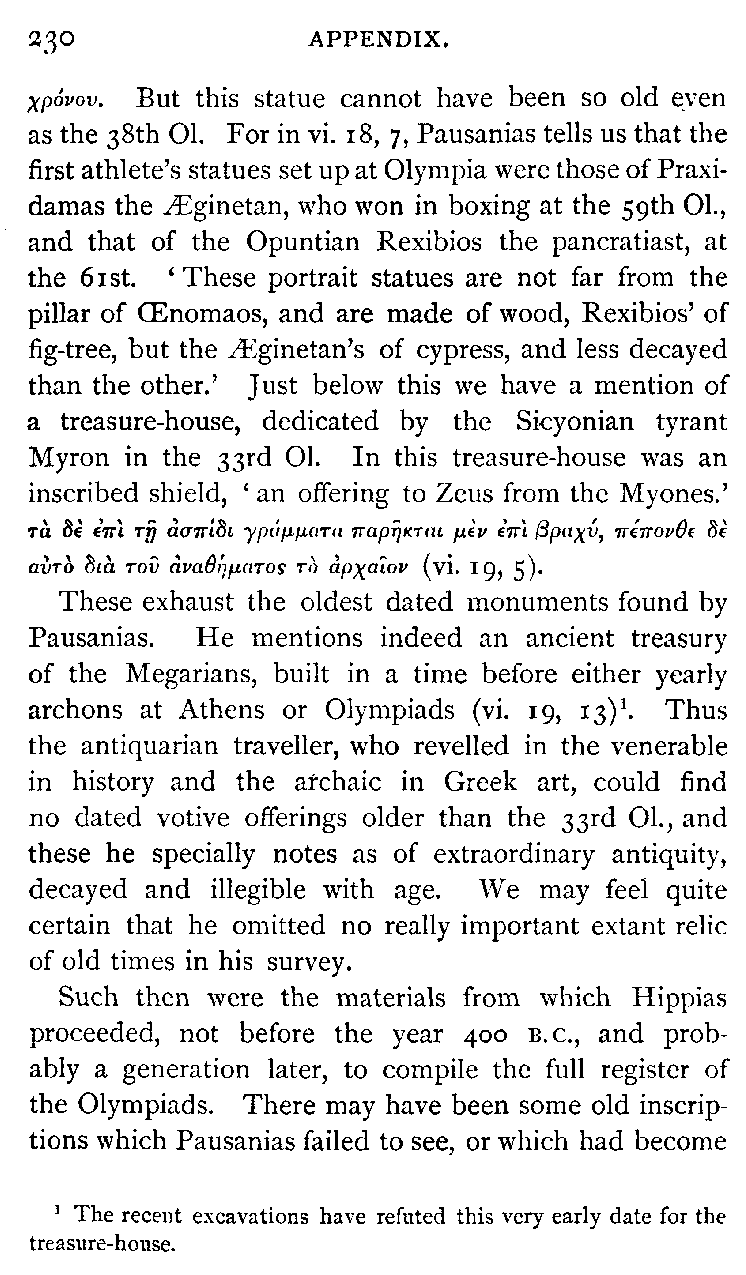 230 APPENDIX.
χρόνου. But this statue cannot have been so old even
as the 38th Ol. For in vi. 18, 7, Pausanias tells us that the
first athlete's statues set up at Olympia were those of Praxi-
damas the Æginetan, who won in boxing at the 59th Ol.,
and that of the Opuntian Rexibios the pancratiast, at
the 61st. ‘These portrait statues are not far from the
pillar of Œnomaos, and are made of wood, Rexibios’ of
fig-tree, but the Æginetan's of cypress, and less decayed
than the other.’ Just below this we have a mention of
a treasure-house, dedicated by the Sicyonian tyrant
Myron in the 33rd Ol. In this treasure-house was an
inscribed shield, ‘an offering to Zeus from the Myones.’
τὰ δὲ ἐπὶ τῇ ἀσπίδι γράμματα παρῆκται μὲν ἐπὶ βραχύ, πέπονθε δὲ
αὐτὸ διὰ τοῦ ἀναθήματος τὸ ἀρχαῖον (vi. 19, 5).
These exhaust the oldest dated monuments found by
Pausanias. He mentions indeed an ancient treasury
of the Megarians, built in a time before either yearly
archons at Athens or Olympiads (vi. 19, 13)¹. Thus
the antiquarian traveller, who revelled in the venerable
in history and the archaic in Greek art, could find
no dated votive offerings older than the 33rd Ol., and
these he specially notes as of extraordinary antiquity,
decayed and illegible with age. We may feel quite
certain that he omitted no really important extant relic
of old times in his survey.
Such then were the materials from which Hippias
proceeded, not before the year 400 B.C., and prob-
ably a generation later, to compile the full register of
the Olympiads. There may have been some old inscrip-
tions which Pausanias failed to see, or which had become
¹ The recent excavations have refuted this very early date for the
treasure-house.